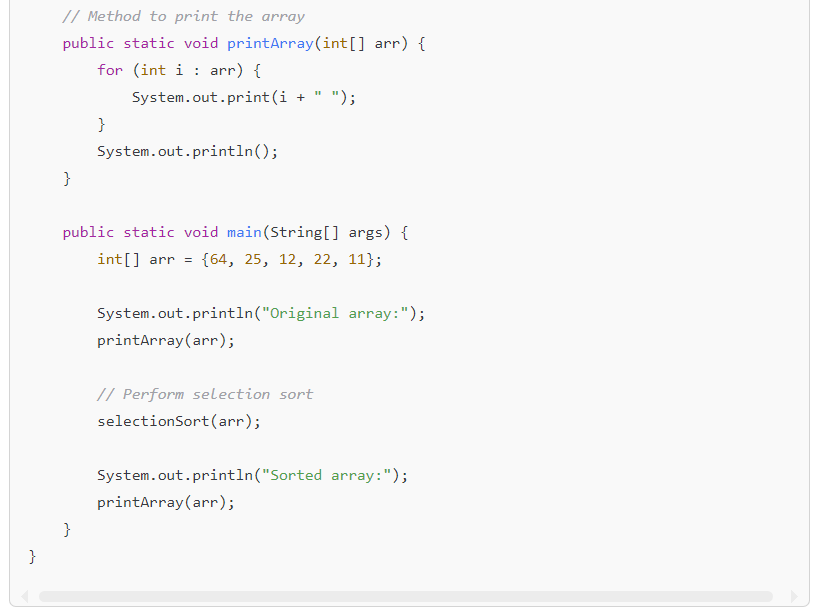 // Method to print the array
public static void printArray(int[] arr) {
for (int i : arr) {
System.out.print(i + " ");
}
System.out.println();
}
public static void main(String[] args) {
int[] arr = {64, 25, 12, 22, 11};
System.out.println("Original array:");
printArray(arr);
// Perform selection sort
selectionSort(arr);
System.out.println("Sorted array:");
printArray(arr);
}
}